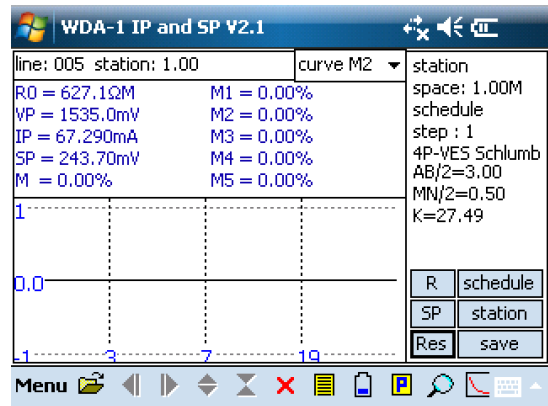 WDA-1 IP and SP V2.1
line: 005 station: 1.00
curve M2
R0 = 627.1ΩM M1 = 0.00%
VP = 1535.0mV M2 = 0.00%
IP = 67.290mA M3 = 0.00%
SP = 243.70mV M4 = 0.00%
M = 0.00% M5 = 0.00%
1
0.0
-1 3 7 19
station
space: 1.00M
schedule
step : 1
4P-VES Schlumb
AB/2=3.00
MN/2=0.50
K=27.49
R schedule
SP station
Res save
Menu
P